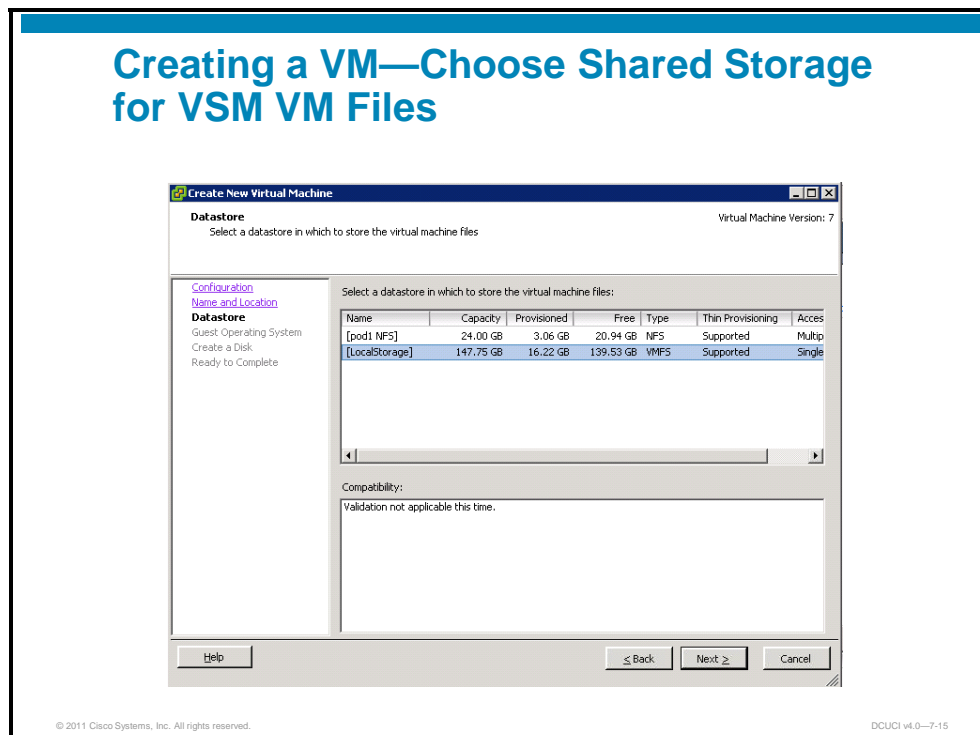 Creating a VM—Choose Shared Storage
for VSM VM Files
Create New Virtual Machine
Datastore
Select a datastore in which to store the virtual machine files
Virtual Machine Version: 7
Configuration
Name and Location
Datastore
Guest Operating System
Create a Disk
Ready to Complete
Select a datastore in which to store the virtual machine files:
Name Capacity Provisioned Free Type Thin Provisioning Acces
[pod1 NFS] 24.00 GB 3.06 GB 20.94 GB NFS Supported Multip
[LocalStorage] 147.75 GB 16.22 GB 139.53 GB VMFS Supported Single
Compatibility:
Validation not applicable this time.
Help
≤ Back Next ≥ Cancel
© 2011 Cisco Systems, Inc. All rights reserved.
DCUCI v4.0—7-15